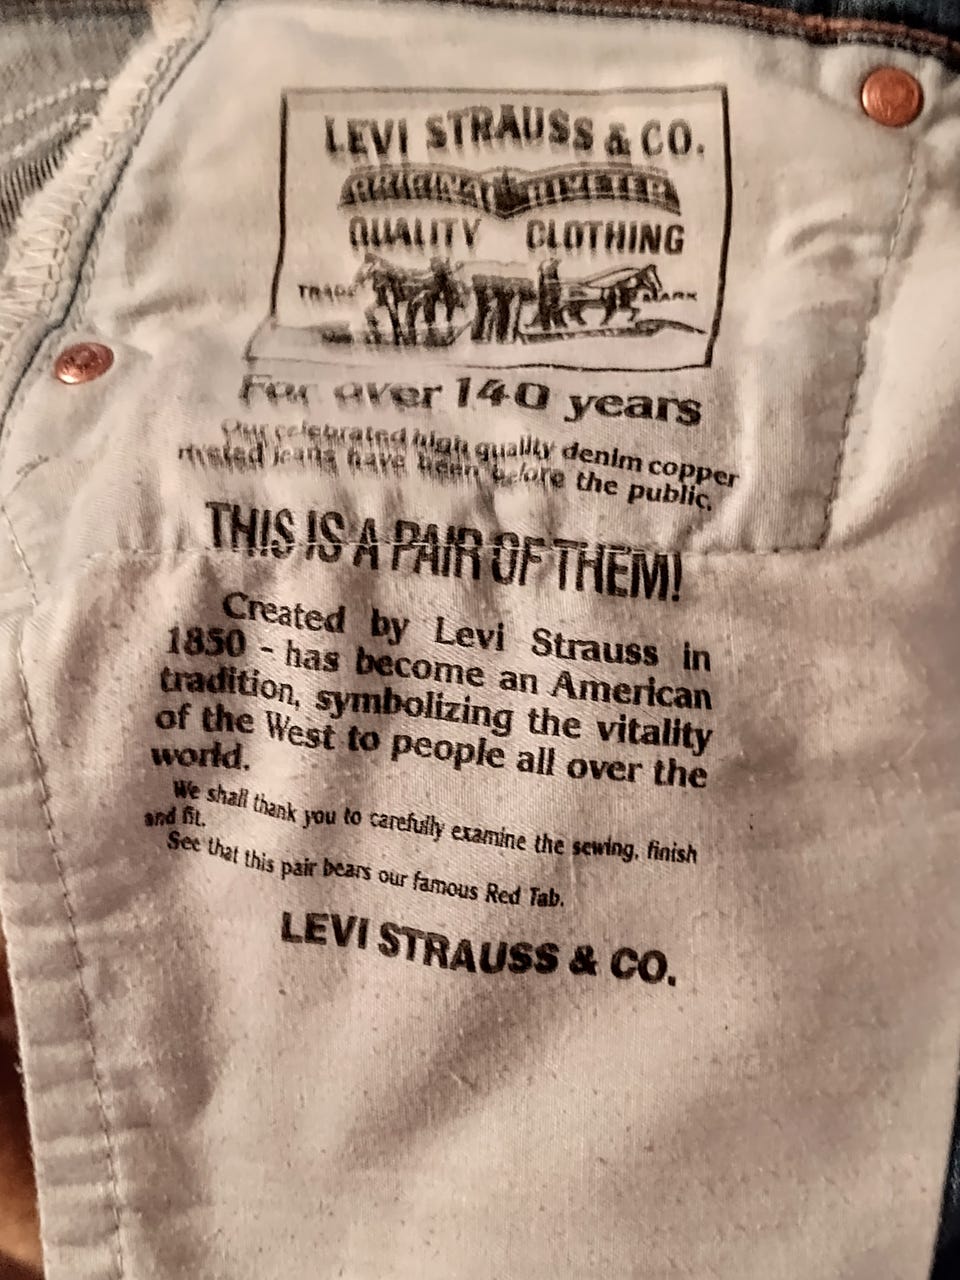 LEVI STRAUSS & CO.
QUALITY CLOTHING
TRADE MARK
For over 140 years
Our celebrated high quality denim copper
riveted jeans have been before the public.
THIS IS A PAIR OF THEM!
Created by Levi Strauss in
1850 - has become an American
tradition, symbolizing the vitality
of the West to people all over the
world.
We shall thank you to carefully examine the sewing, finish
and fit.
See that this pair bears our famous Red Tab.
LEVI STRAUSS & CO.